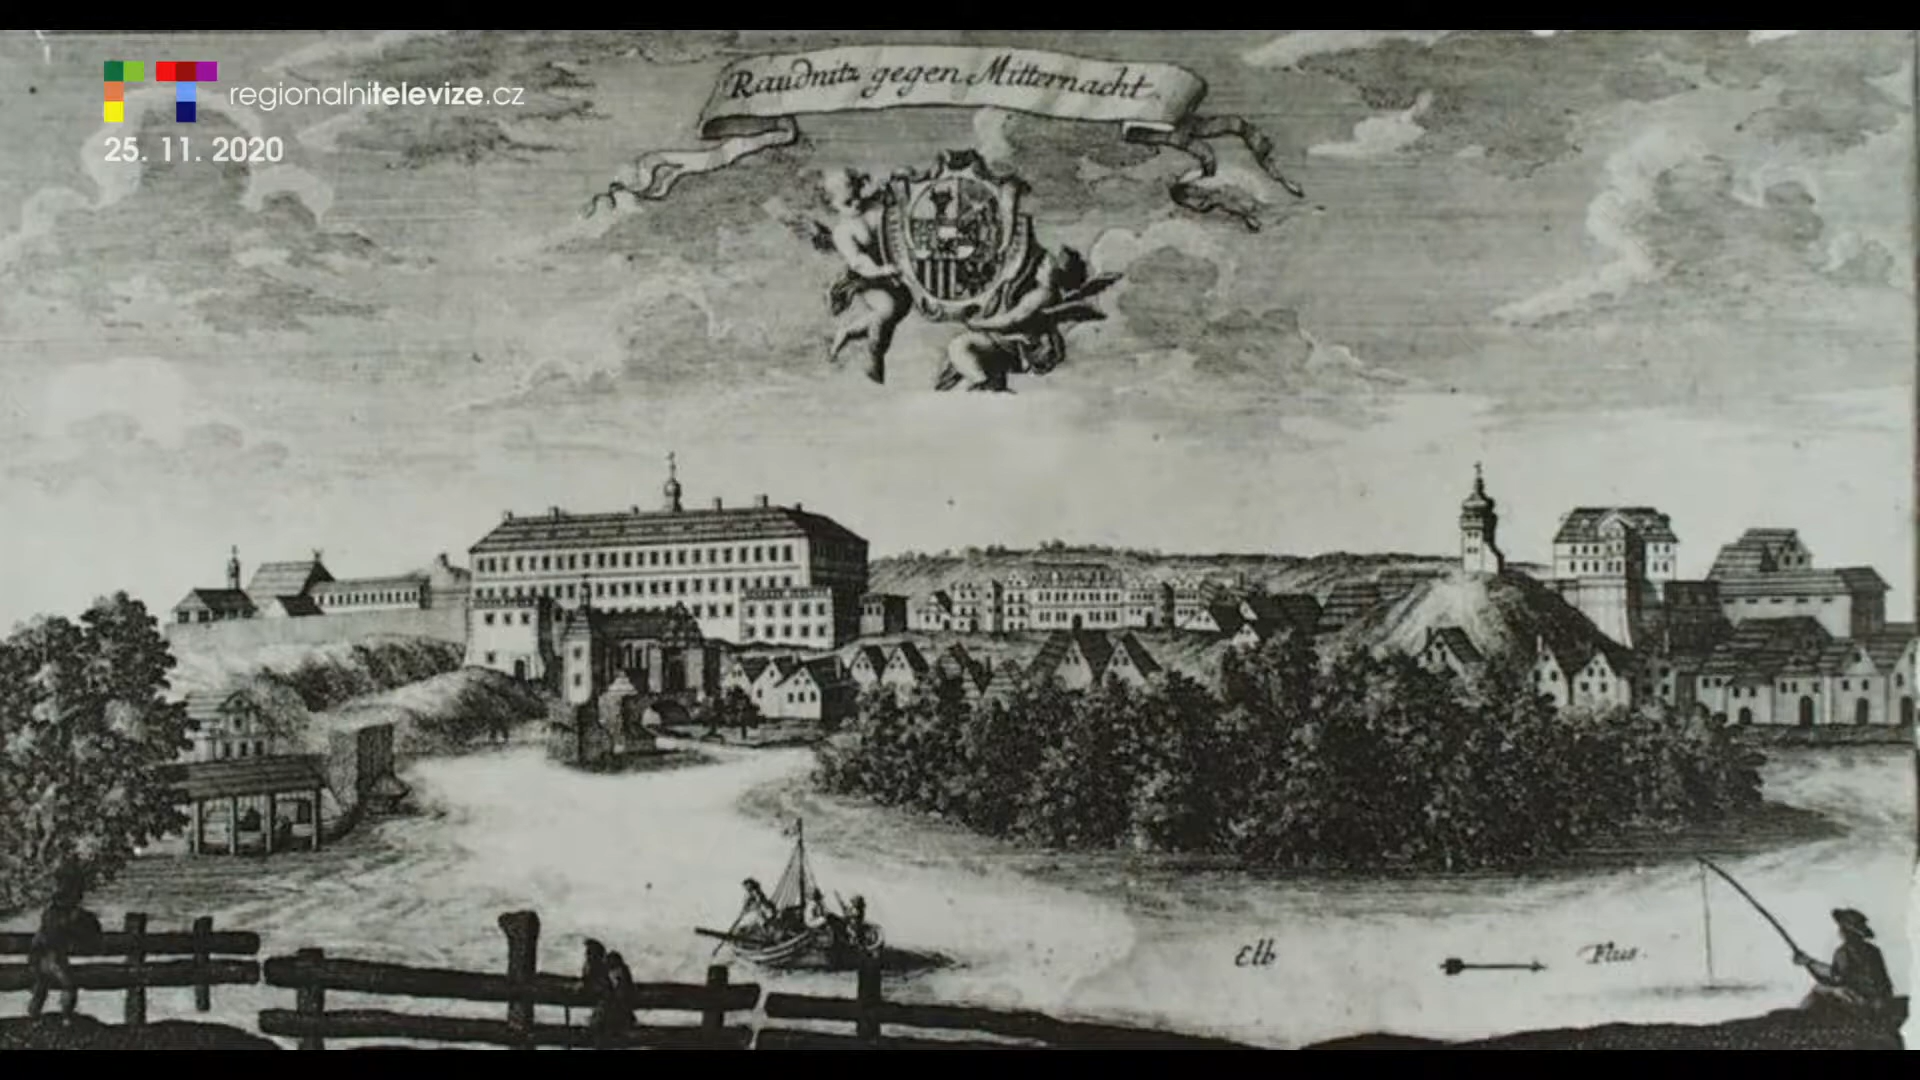 Raudnitz gegen Mitternacht.
regionalnitelevize.cz
25. 11. 2020
Elb Flus.